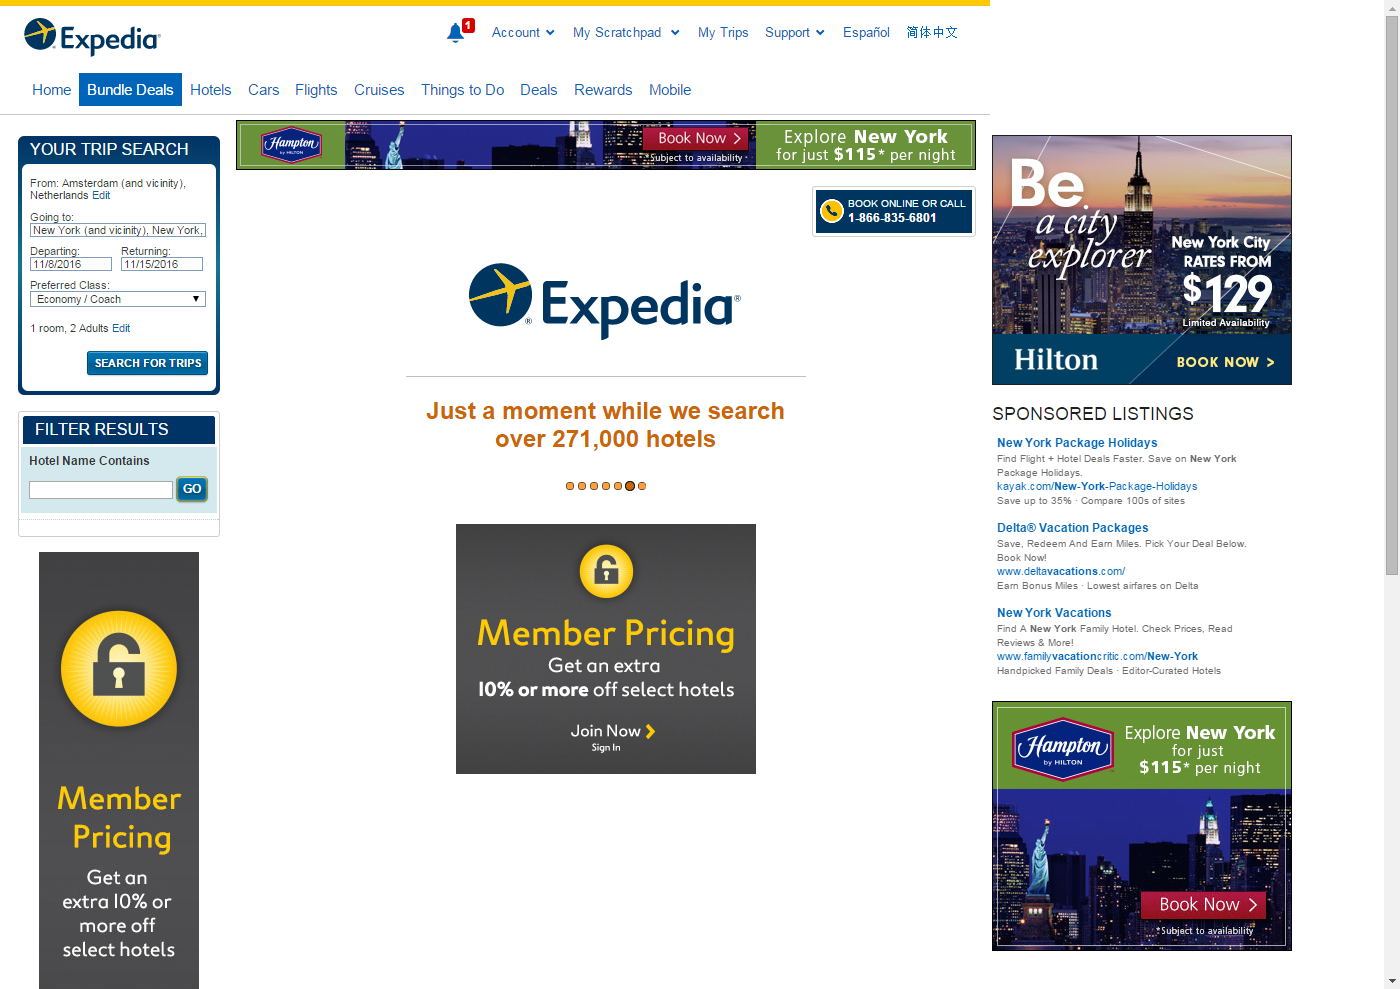 Expedia®
1
Account
My Scratchpad
My Trips
Support
Español
简体中文
Home
Bundle Deals
Hotels
Cars
Flights
Cruises
Things to Do
Deals
Rewards
Mobile
YOUR TRIP SEARCH
From: Amsterdam (and vicinity),
Netherlands Edit
Going to:
New York (and vicinity), New York,
Departing:
Returning:
11/8/2016
11/15/2016
Preferred Class:
Economy / Coach
1 room, 2 Adults Edit
SEARCH FOR TRIPS
FILTER RESULTS
Hotel Name Contains
GO
Member
Pricing
Get an
extra 10% or
more off
select hotels
Hampton
by HILTON
Book Now >
*Subject to availability
Explore New York
for just $115* per night
BOOK ONLINE OR CALL
1-866-835-6801
Expedia®
Just a moment while we search
over 271,000 hotels
Member Pricing
Get an extra
10% or more off select hotels
Join Now
Sign In
Be
a city
explorer
New York City
RATES FROM
$129
Limited Availability
Hilton
BOOK NOW >
SPONSORED LISTINGS
New York Package Holidays
Find Flight + Hotel Deals Faster. Save on New York
Package Holidays.
kayak.com/New-York-Package-Holidays
Save up to 35% · Compare 100s of sites
Delta® Vacation Packages
Save, Redeem And Earn Miles. Pick Your Deal Below.
Book Now!
www.deltavacations.com/
Earn Bonus Miles · Lowest airfares on Delta
New York Vacations
Find A New York Family Hotel. Check Prices, Read
Reviews & More!
www.familyvacationcritic.com/New-York
Handpicked Family Deals · Editor-Curated Hotels
Hampton
by HILTON
Explore New York
for just
$115* per night
Book Now >
*Subject to availability